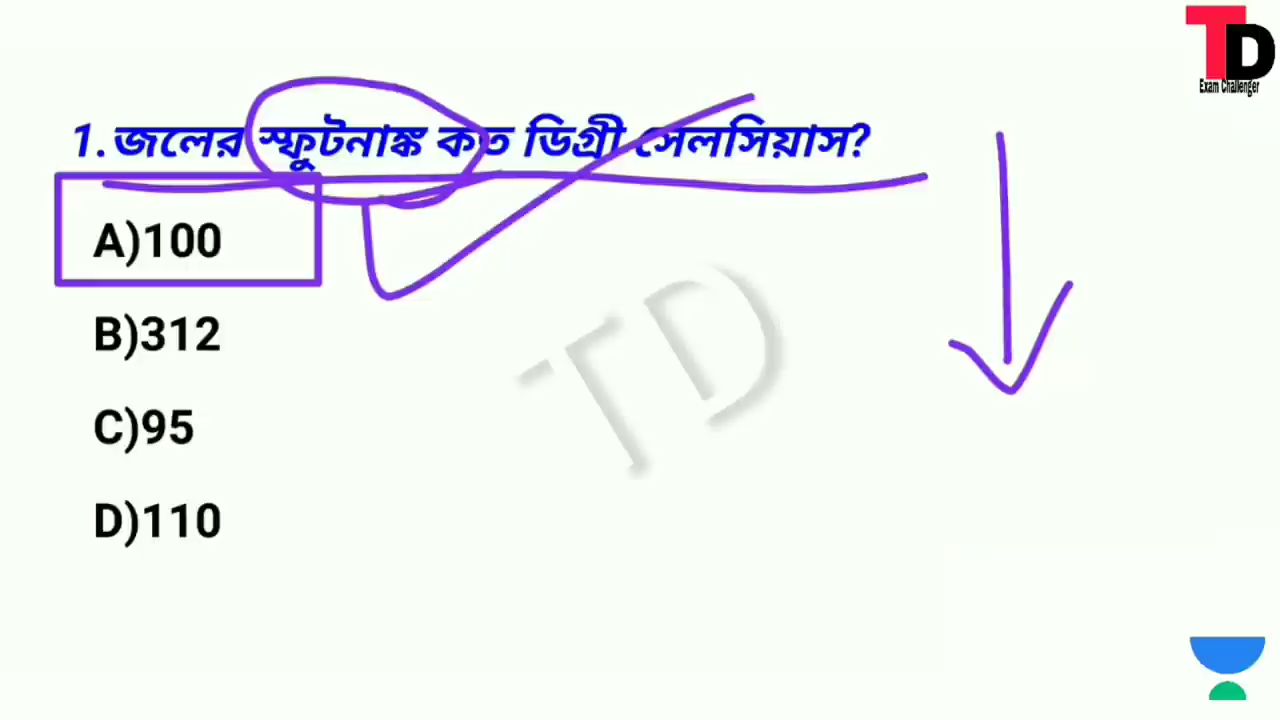 TD
Exam Challenger
1.জলের স্ফুটনাঙ্ক কত ডিগ্রী সেলসিয়াস?
A)100
B)312
C)95
D)110
TD